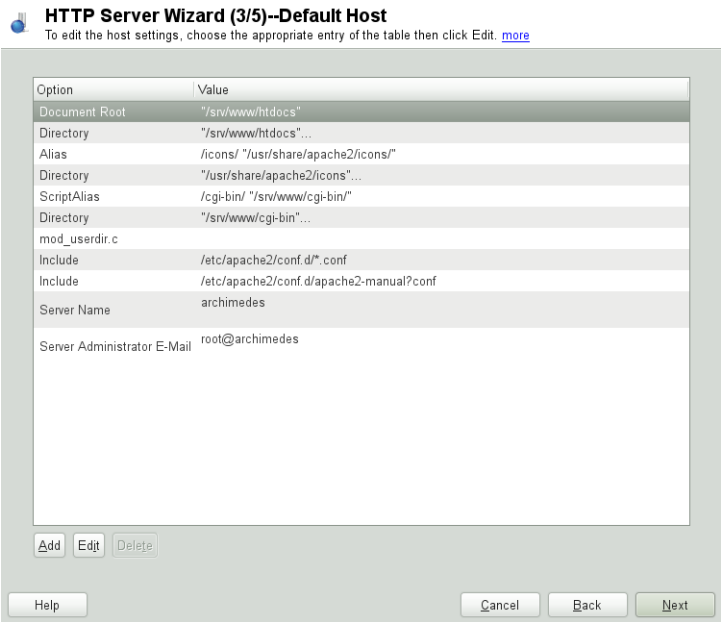 HTTP Server Wizard (3/5)--Default Host
To edit the host settings, choose the appropriate entry of the table then click Edit. more
Option Value
Document Root "/srv/www/htdocs"
Directory "/srv/www/htdocs"...
Alias /icons/ "/usr/share/apache2/icons/"
Directory "/usr/share/apache2/icons"...
ScriptAlias /cgi-bin/ "/srv/www/cgi-bin/"
Directory "/srv/www/cgi-bin"...
mod_userdir.c
Include /etc/apache2/conf.d/*.conf
Include /etc/apache2/conf.d/apache2-manual?conf
Server Name archimedes
Server Administrator E-Mail root@archimedes
Add Edit Delete
Help Cancel Back Next